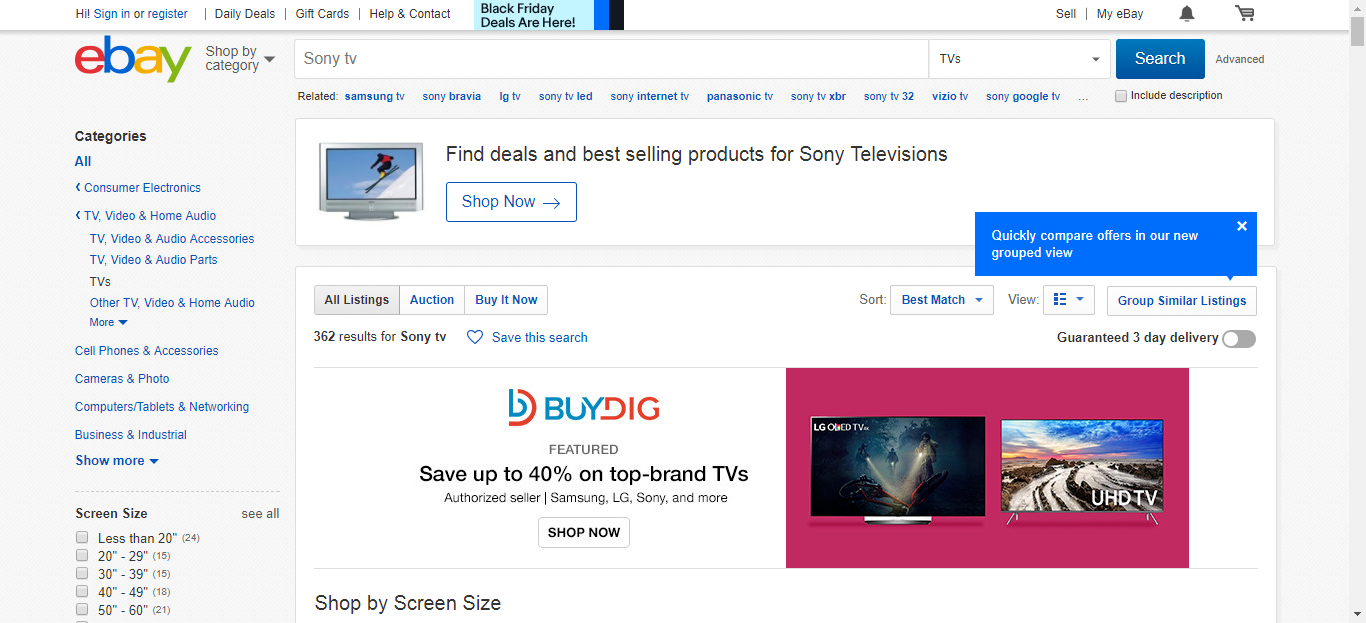 Hi! Sign in or register | Daily Deals | Gift Cards | Help & Contact
Black Friday
Deals Are Here!
Sell | My eBay
ebay
Shop by
category
Sony tv
TVs
Search
Advanced
Related: samsung tv sony bravia lg tv sony tv led sony internet tv panasonic tv sony tv xbr sony tv 32 vizio tv sony google tv ...
Include description
Categories
All
Consumer Electronics
TV, Video & Home Audio
TV, Video & Audio Accessories
TV, Video & Audio Parts
TVs
Other TV, Video & Home Audio
More
Cell Phones & Accessories
Cameras & Photo
Computers/Tablets & Networking
Business & Industrial
Show more
Screen Size see all
Less than 20" (24)
20" - 29" (15)
30" - 39" (15)
40" - 49" (18)
50" - 60" (21)
Find deals and best selling products for Sony Televisions
Shop Now →
Quickly compare offers in our new
grouped view
All Listings Auction Buy It Now
Sort: Best Match View: Group Similar Listings
362 results for Sony tv Save this search
Guaranteed 3 day delivery
BUYDIG
FEATURED
Save up to 40% on top-brand TVs
Authorized seller | Samsung, LG, Sony, and more
SHOP NOW
LG OLED TV 4K
UHD TV
Shop by Screen Size